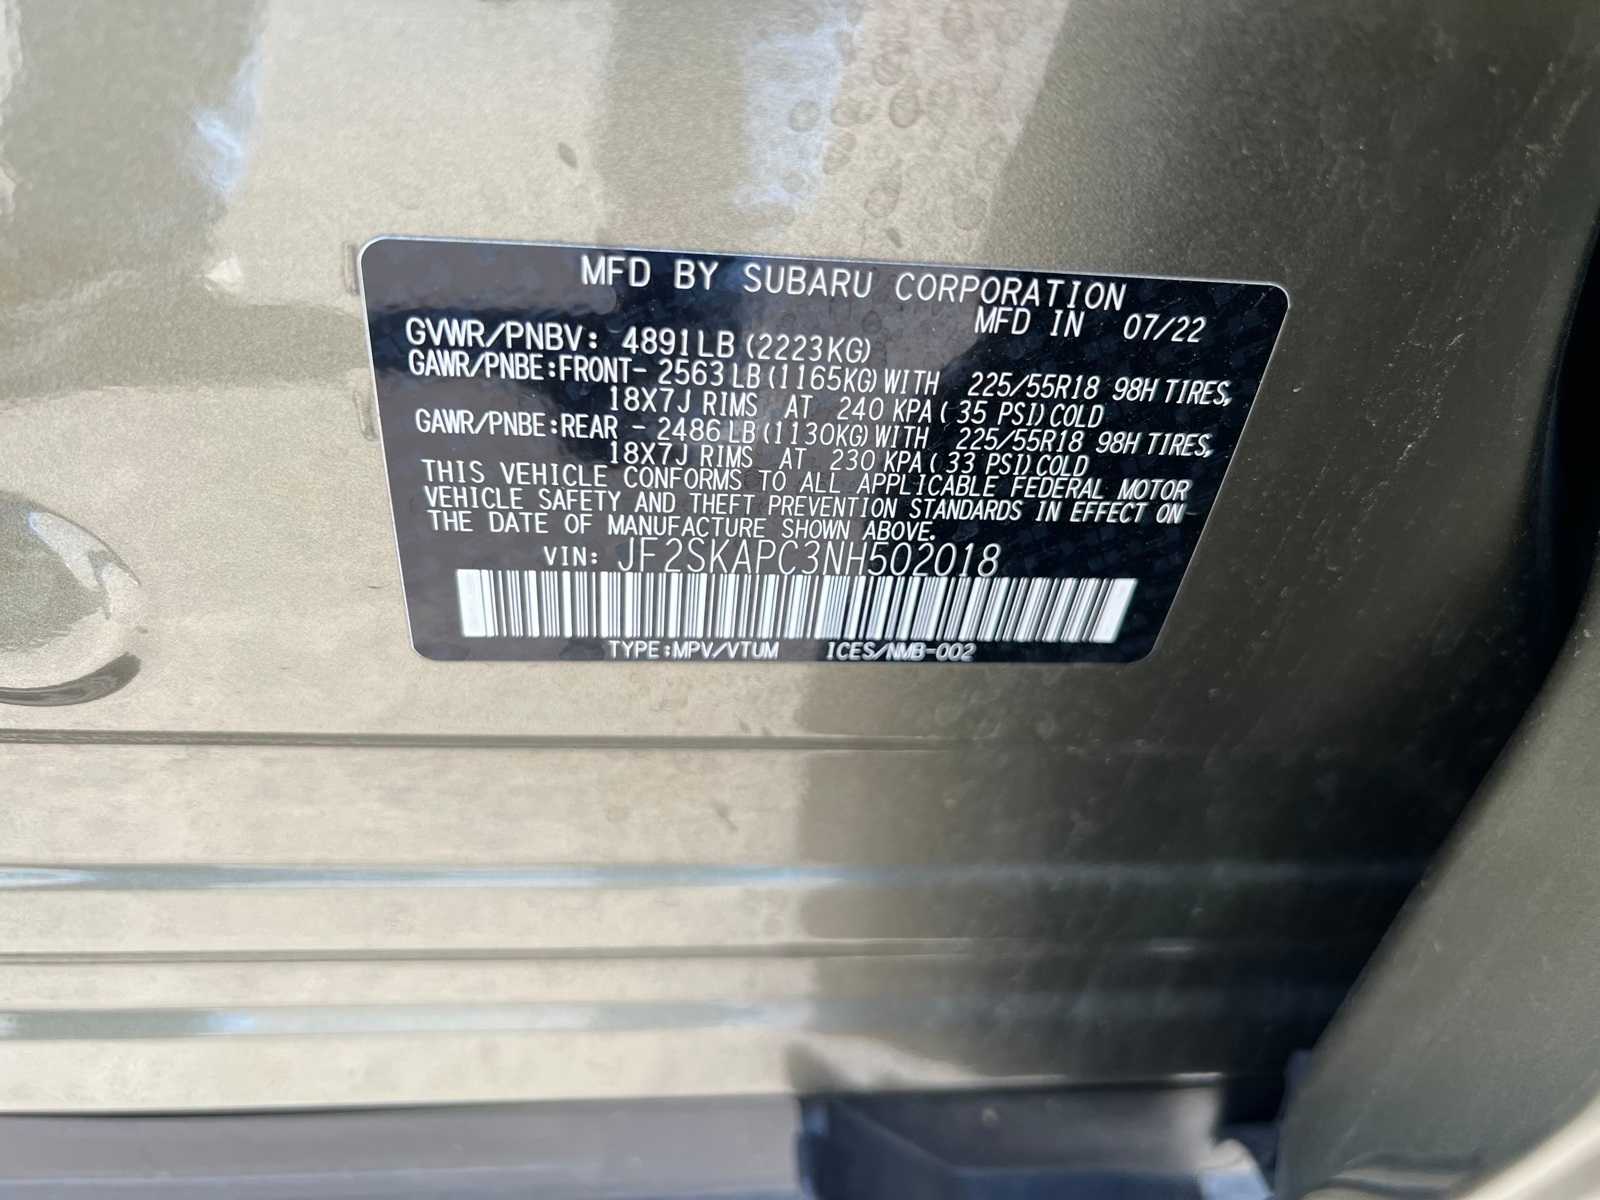 MFD BY SUBARU CORPORATION
MFD IN 07/22
GVWR/PNBV: 4891LB (2223KG)
GAWR/PNBE:FRONT- 2563LB(1165KG)WITH 225/55R18 98H TIRES,
18X7J RIMS AT 240 KPA( 35 PSI)COLD
GAWR/PNBE:REAR - 2486LB(1130KG)WITH 225/55R18 98H TIRES,
18X7J RIMS AT 230 KPA( 33 PSI)COLD
THIS VEHICLE CONFORMS TO ALL APPLICABLE FEDERAL MOTOR
VEHICLE SAFETY AND THEFT PREVENTION STANDARDS IN EFFECT ON
THE DATE OF MANUFACTURE SHOWN ABOVE.
VIN: JF2SKAPC3NH502018
TYPE:MPV/VTUM ICES/NMB-002